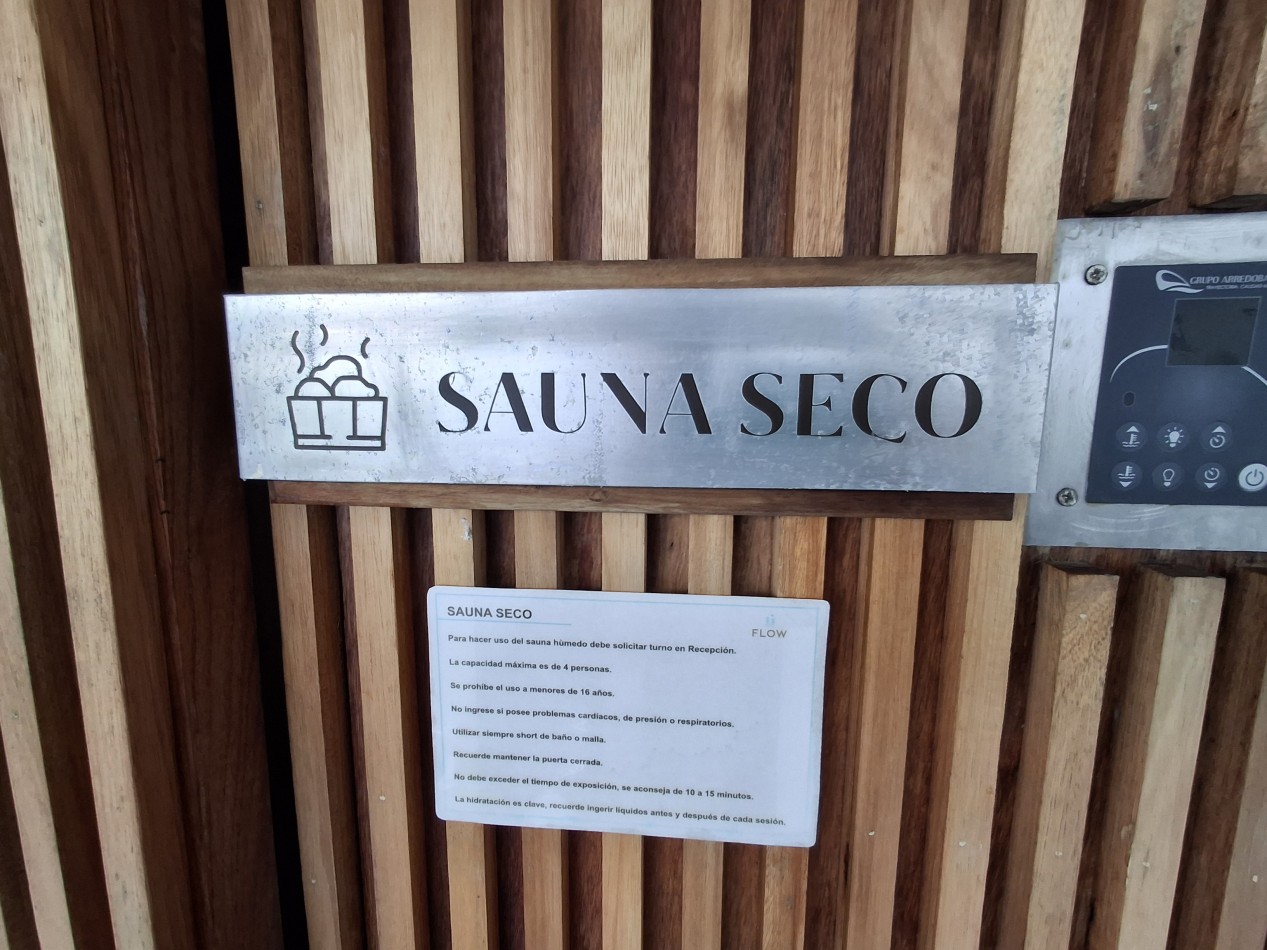 GRUPO ARREDOBA
SAUNA SECO
SAUNA SECO
FLOW
Para hacer uso del sauna hùmedo debe solicitar turno en Recepción.
La capacidad máxima es de 4 personas.
Se prohibe el uso a menores de 16 años.
No ingrese si posee problemas cardíacos, de presión o respiratorios.
Utilizar siempre short de baño o malla.
Recuerde mantener la puerta cerrada.
No debe exceder el tiempo de exposición, se aconseja de 10 a 15 minutos.
La hidratación es clave, recuerde ingerir líquidos antes y después de cada sesión.